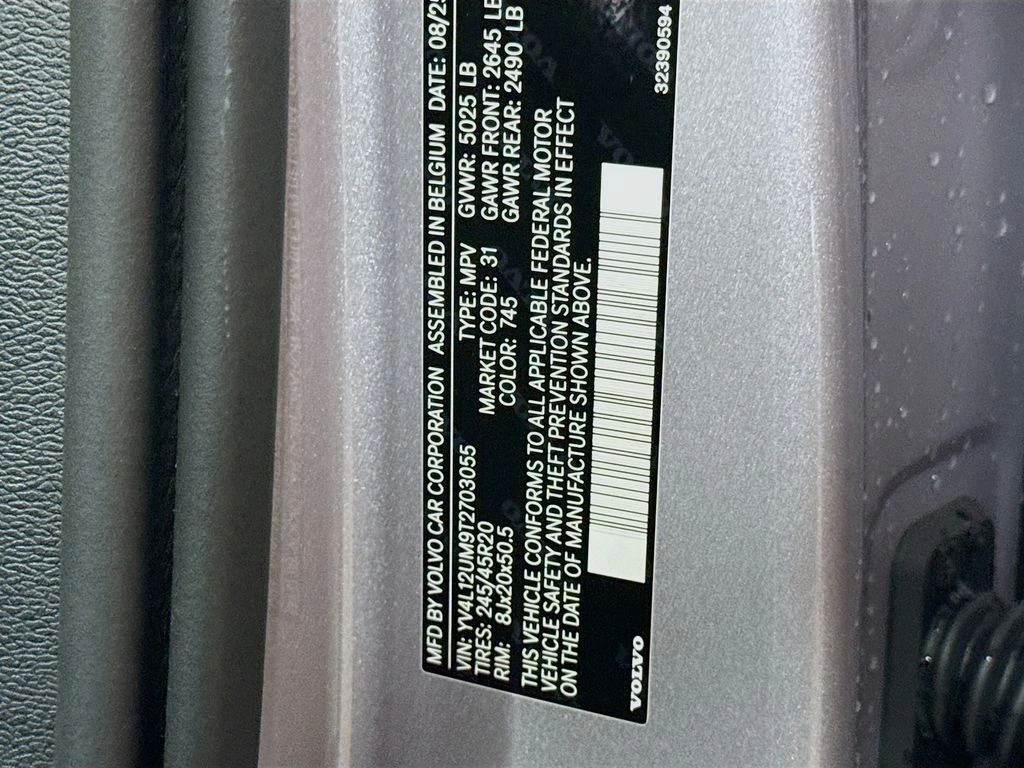 MFD BY VOLVO CAR CORPORATION ASSEMBLED IN BELGIUM DATE: 08/25
VIN: YV4L12UM9T2703055 TYPE: MPV GVWR: 5025 LB
TIRES: 245/45R20 MARKET CODE: 31 GAWR FRONT: 2645 LB
RIM: 8Jx20x50.5 COLOR: 745 GAWR REAR: 2490 LB
THIS VEHICLE CONFORMS TO ALL APPLICABLE FEDERAL MOTOR
VEHICLE SAFETY AND THEFT PREVENTION STANDARDS IN EFFECT
ON THE DATE OF MANUFACTURE SHOWN ABOVE.
VOLVO 32390594